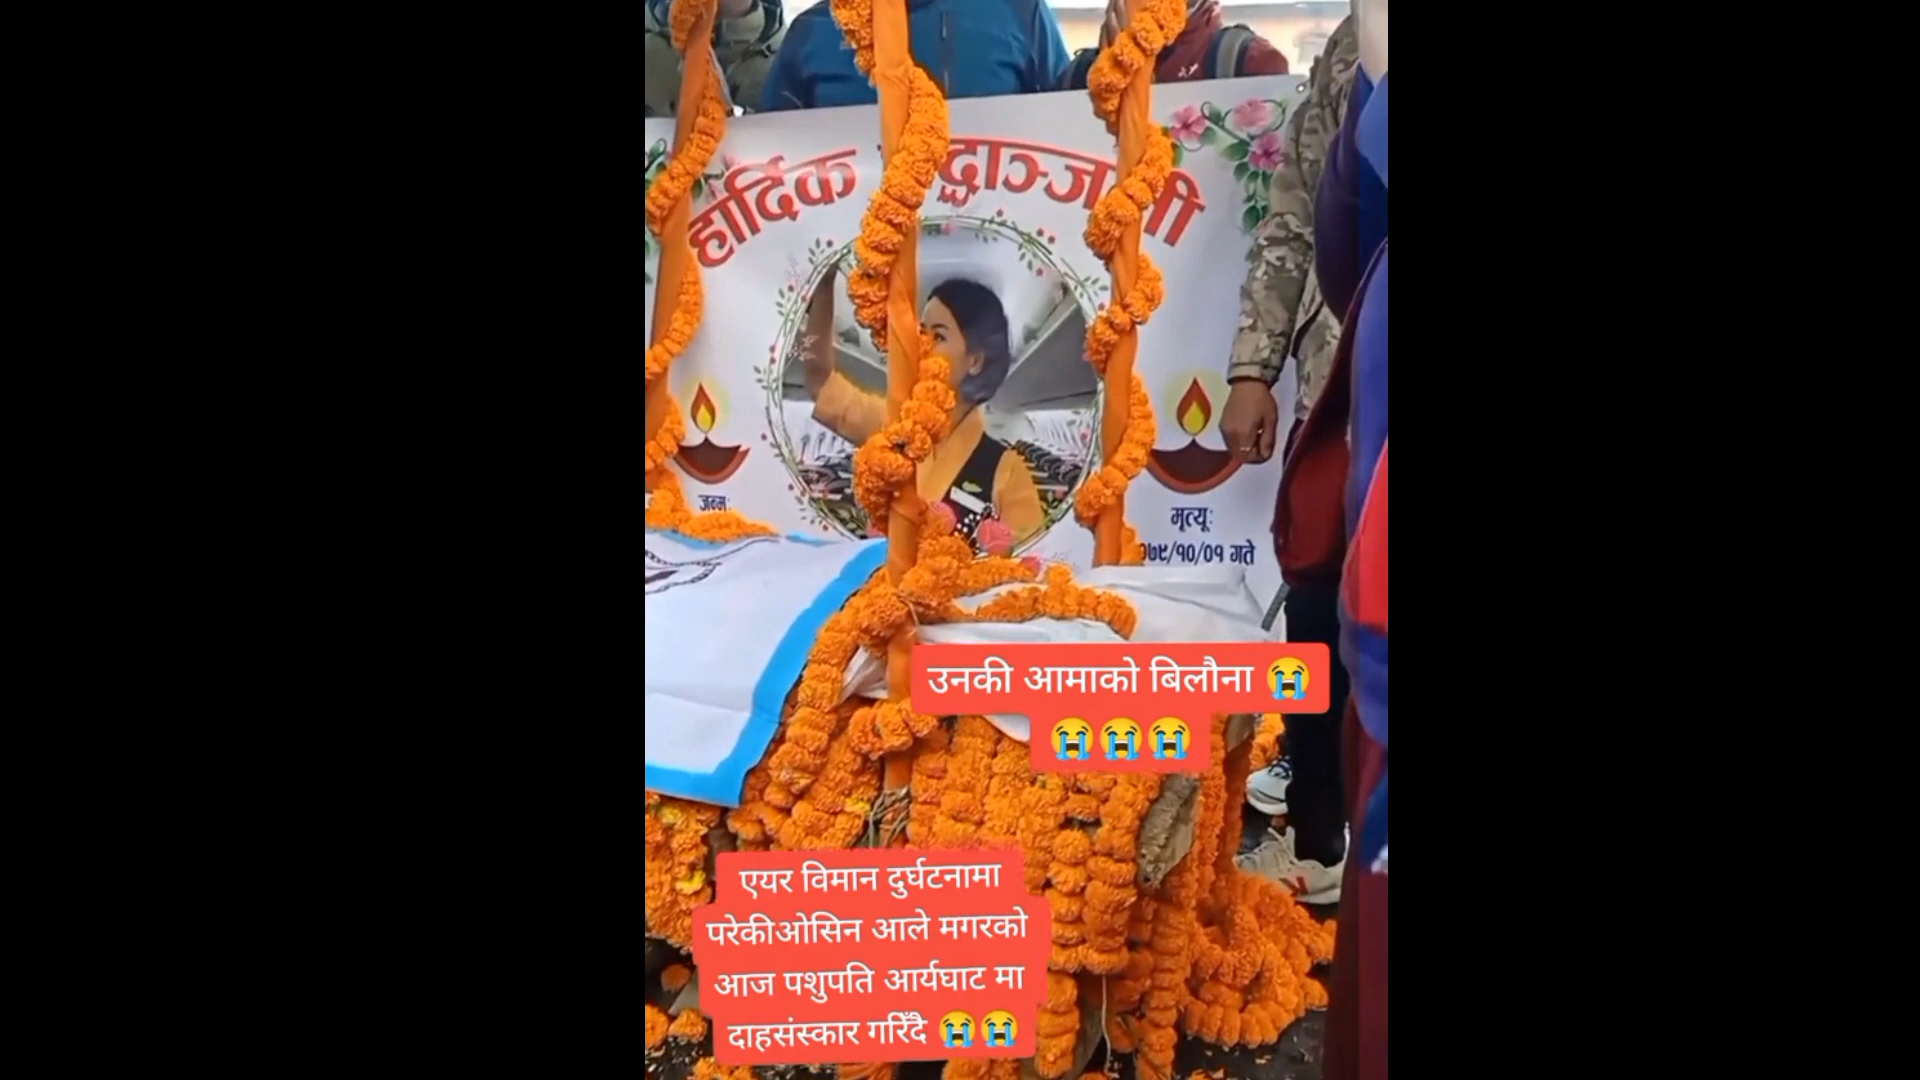 हार्दिक
जन्म:
मृत्यू:
०७९/१०/०१ गते
उनकी आमाको बिलौना 😭
😭😭😭
एयर विमान दुर्घटनामा
परेकीओसिन आले मगरको
आज पशुपति आर्यघाट मा
दाहसंस्कार गरिँदै 😭😭